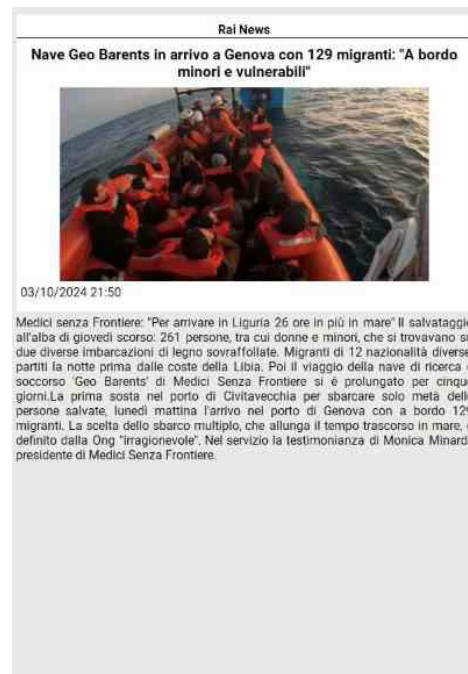 Rai News
Nave Geo Barents in arrivo a Genova con 129 migranti: "A bordo
minori e vulnerabili"
03/10/2024 21:50
Medici senza Frontiere: "Per arrivare in Liguria 26 ore in più in mare" Il salvataggio
all'alba di giovedì scorso: 261 persone, tra cui donne e minori, che si trovavano su
due diverse imbarcazioni di legno sovraffollate. Migranti di 12 nazionalità diverse,
partiti la notte prima dalle coste della Libia. Poi il viaggio della nave di ricerca
soccorso 'Geo Barents' di Medici Senza Frontiere si è prolungato per cinque
giorni.La prima sosta nel porto di Civitavecchia per sbarcare solo metà delle
persone salvate, lunedì mattina l'arrivo nel porto di Genova con a bordo 129
migranti. La scelta dello sbarco multiplo, che allunga il tempo trascorso in mare,
definito dalla Ong "irragionevole". Nel servizio la testimonianza di Monica Minardi,
presidente di Medici Senza Frontiere.